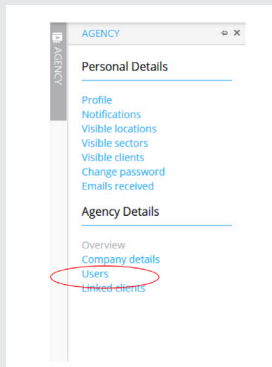 AGENCY
AGENCY
Personal Details
Profile
Notifications
Visible locations
Visible sectors
Visible clients
Change password
Emails received
Agency Details
Overview
Company details
Users
Linked clients